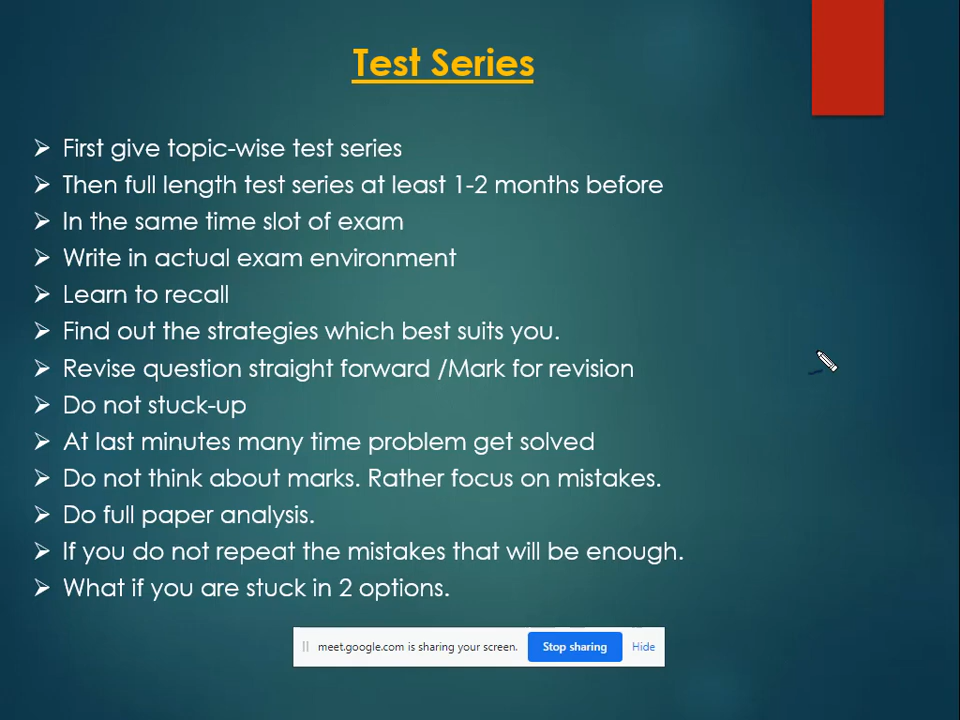 Test Series
➢ First give topic-wise test series
➢ Then full length test series at least 1-2 months before
➢ In the same time slot of exam
➢ Write in actual exam environment
➢ Learn to recall
➢ Find out the strategies which best suits you.
➢ Revise question straight forward /Mark for revision
➢ Do not stuck-up
➢ At last minutes many time problem get solved
➢ Do not think about marks. Rather focus on mistakes.
➢ Do full paper analysis.
➢ If you do not repeat the mistakes that will be enough.
➢ What if you are stuck in 2 options.
meet.google.com is sharing your screen. Stop sharing Hide